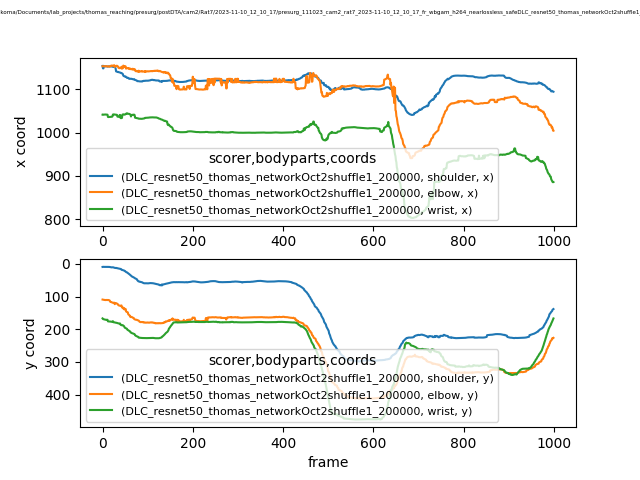 koma/Documents/lab_projects/thomas_reaching/presurg/postDTA/cam2/Rat7/2023-11-10_12_10_17/presurg_111023_cam2_rat7_2023-11-10_12_10_17_fr_wbgam_h264_nearlossless_safeDLC_resnet50_thomas_networkOct2shuffle1_
1100
1000
900
800
x coord
scorer,bodyparts,coords
(DLC_resnet50_thomas_networkOct2shuffle1_200000, shoulder, x)
(DLC_resnet50_thomas_networkOct2shuffle1_200000, elbow, x)
(DLC_resnet50_thomas_networkOct2shuffle1_200000, wrist, x)
0 200 400 600 800 1000
0
100
200
300
400
y coord
scorer,bodyparts,coords
(DLC_resnet50_thomas_networkOct2shuffle1_200000, shoulder, y)
(DLC_resnet50_thomas_networkOct2shuffle1_200000, elbow, y)
(DLC_resnet50_thomas_networkOct2shuffle1_200000, wrist, y)
0 200 400 600 800 1000
frame